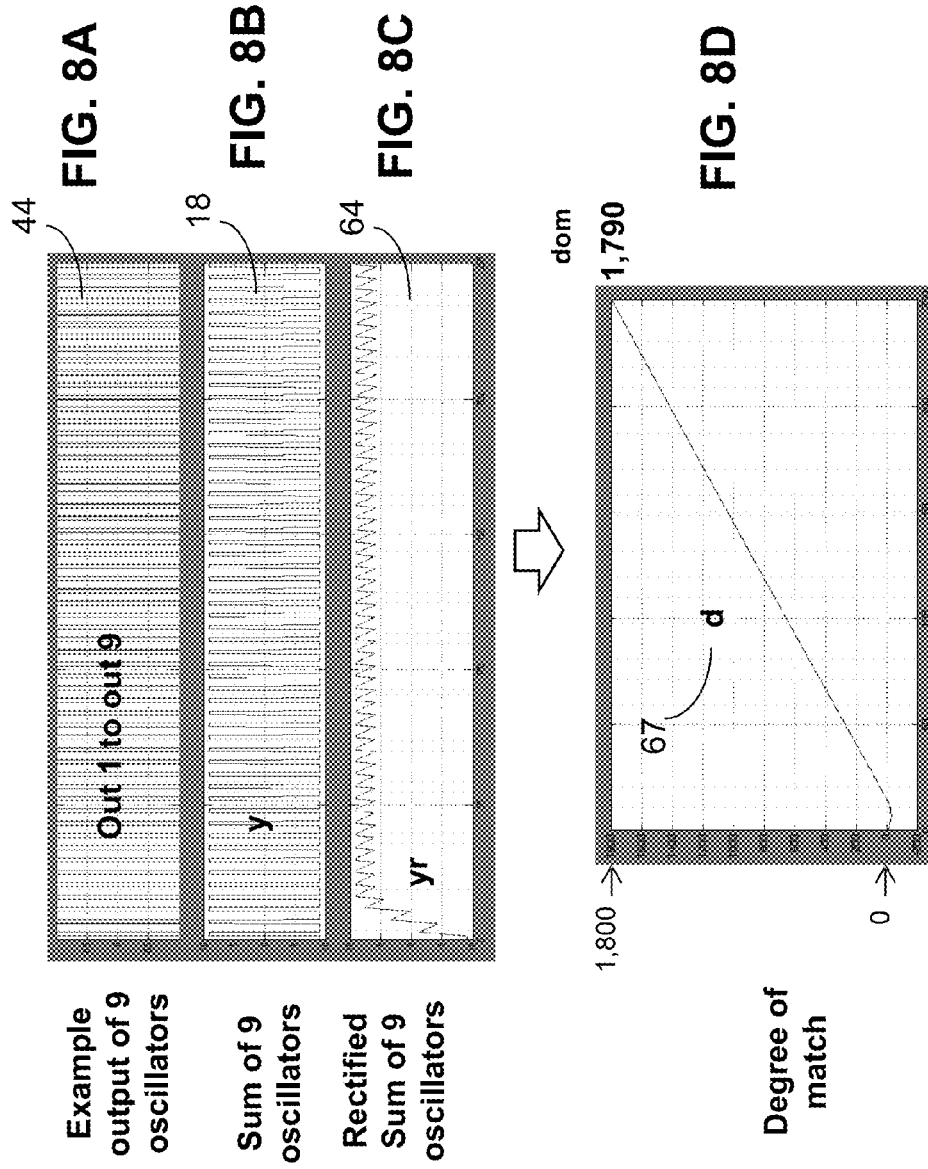 Example
output of 9
oscillators
Out 1 to out 9
44
FIG. 8A
Sum of 9
oscillators
y
18
FIG. 8B
Rectified
Sum of 9
oscillators
yr
64
FIG. 8C
Degree of
match
1,800
0
67
d
dom
1,790
FIG. 8D